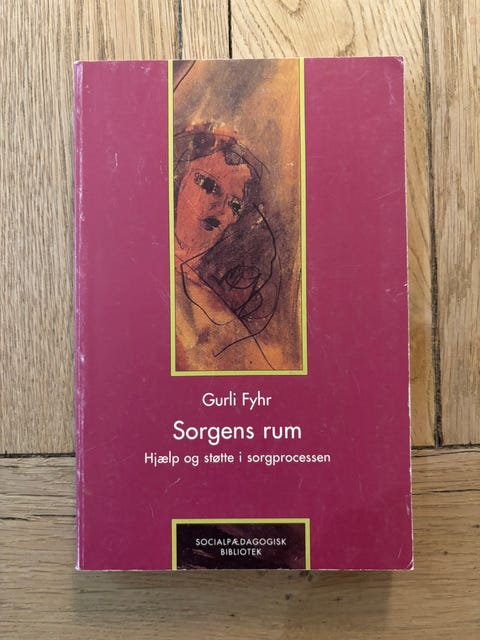 Gurli Fyhr
Sorgens rum
Hjælp og støtte i sorgprocessen
SOCIALPÆDAGOGISK
BIBLIOTEK